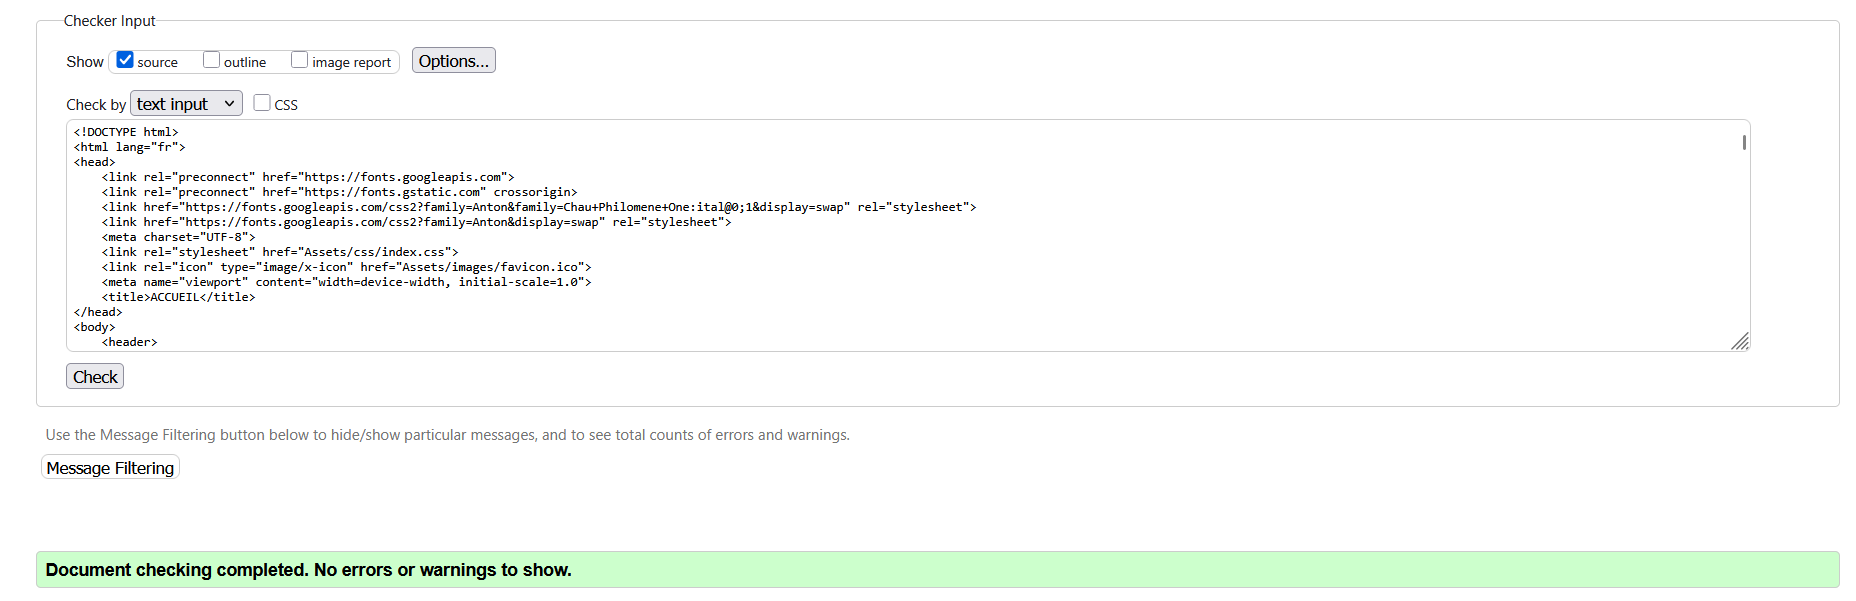 Checker Input
Show source outline image report Options...
Check by text input CSS
<!DOCTYPE html>
<html lang="fr">
<head>
    <link rel="preconnect" href="https://fonts.googleapis.com">
    <link rel="preconnect" href="https://fonts.gstatic.com" crossorigin>
    <link href="https://fonts.googleapis.com/css2?family=Anton&family=Chau+Philomene+One:ital@0;1&display=swap" rel="stylesheet">
    <link href="https://fonts.googleapis.com/css2?family=Anton&display=swap" rel="stylesheet">
    <meta charset="UTF-8">
    <link rel="stylesheet" href="Assets/css/index.css">
    <link rel="icon" type="image/x-icon" href="Assets/images/favicon.ico">
    <meta name="viewport" content="width=device-width, initial-scale=1.0">
    <title>ACCUEIL</title>
</head>
<body>
    <header>
Check
Use the Message Filtering button below to hide/show particular messages, and to see total counts of errors and warnings.
Message Filtering
Document checking completed. No errors or warnings to show.